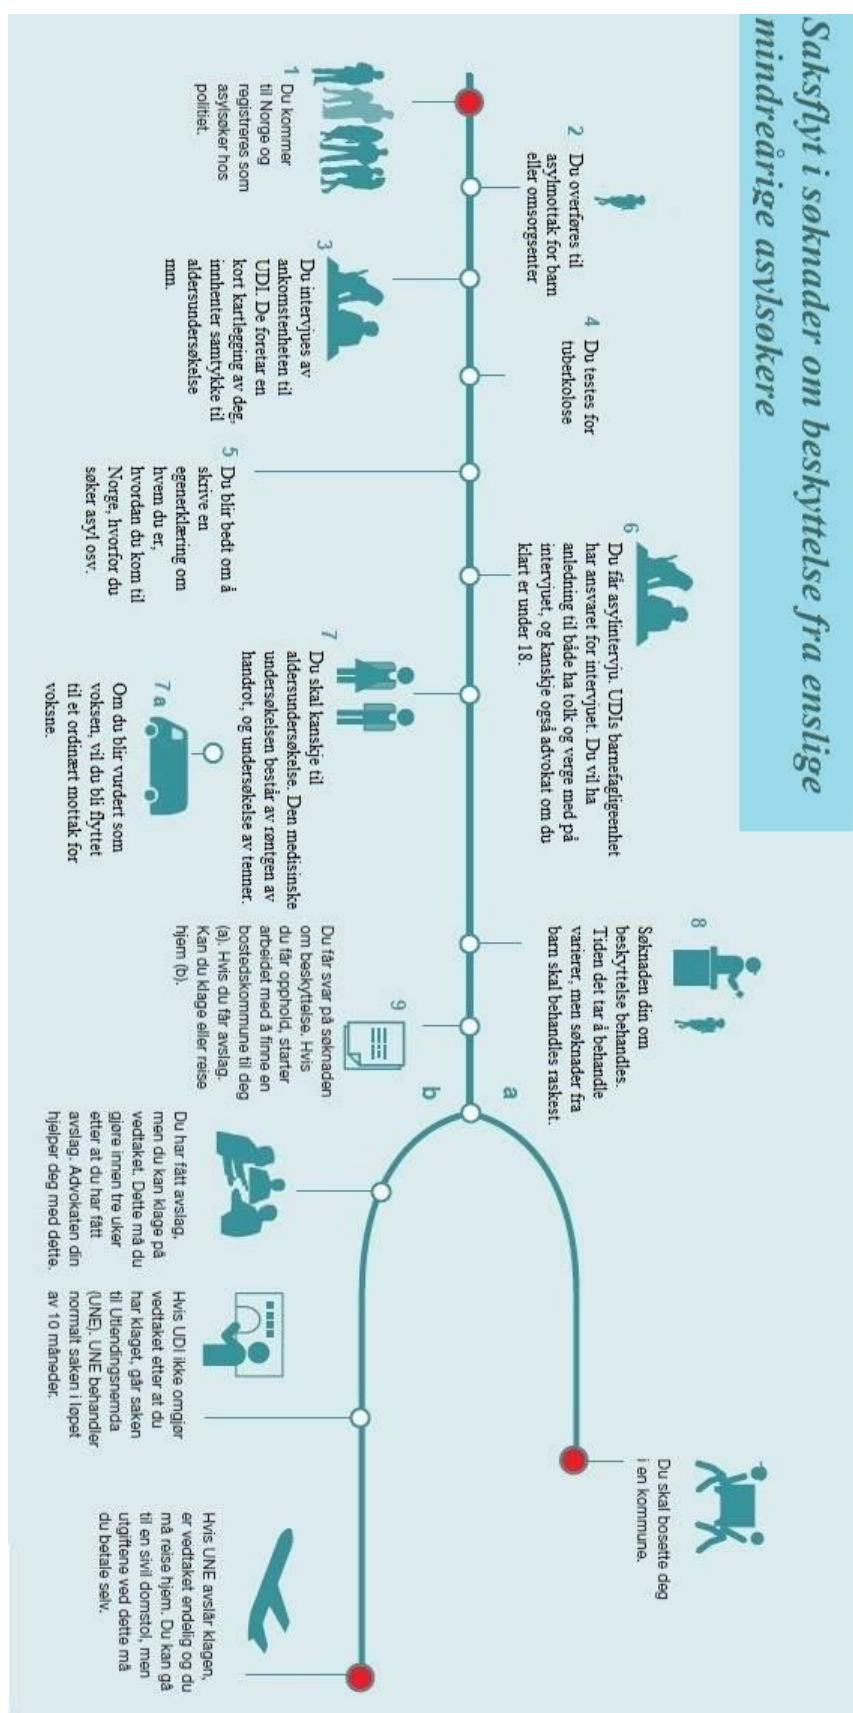 Saksflyt i søknader om beskyttelse fra enslige
mindreårige asylsøkere
1 Du kommer
til Norge og
registreres som
asylsøker hos
politiet.
2 Du overføres til
asylmottak for barn
eller omsorgsenter
3
Du intervjues av
ankomstenheten til
UDI. De foretar en
kort kartlegging av deg,
innhenter samtykke til
aldersundersøkelse
mm.
4 Du testes for
tuberkolose
5 Du blir bedt om å
skrive en
egenerklæring om
hvem du er,
hvordan du kom til
Norge, hvorfor du
søker asyl osv.
6
Du får asylintervju. UDIs barnefagligeenhet
har ansvaret for intervjuet. Du vil ha
anledning til både ha tolk og verge med på
intervjuet, og kanskje også advokat om du
klart er under 18.
7
Du skal kanskje til
aldersundersøkelse. Den medisinske
undersøkelsen består av røntgen av
handrot, og undersøkelse av tenner.
7 a
Om du blir vurdert som
voksen, vil du bli flyttet
til et ordinært mottak for
voksne.
8
Søknaden din om
beskyttelse behandles.
Tiden det tar å behandle
varierer, men søknader fra
barn skal behandles raskest.
9
Du får svar på søknaden
om beskyttelse. Hvis
du får opphold, starter
arbeidet med å finne en
bostedskommune til deg
(a). Hvis du får avslag.
Kan du klage eller reise
hjem (b).
a
b
Du skal bosette deg
i en kommune.
Du har fått avslag,
men du kan klage på
vedtaket. Dette må du
gjøre innen tre uker
etter at du har fått
avslag. Advokaten din
hjelper deg med dette.
Hvis UDI ikke omgjør
vedtaket etter at du
har klaget, går saken
til Utlendingsnemda
(UNE). UNE behandler
normalt saken i løpet
av 10 måneder.
Hvis UNE avslår klagen,
er vedtaket endelig og du
må reise hjem. Du kan gå
til en sivil domstol, men
utgiftene ved dette må
du betale selv.